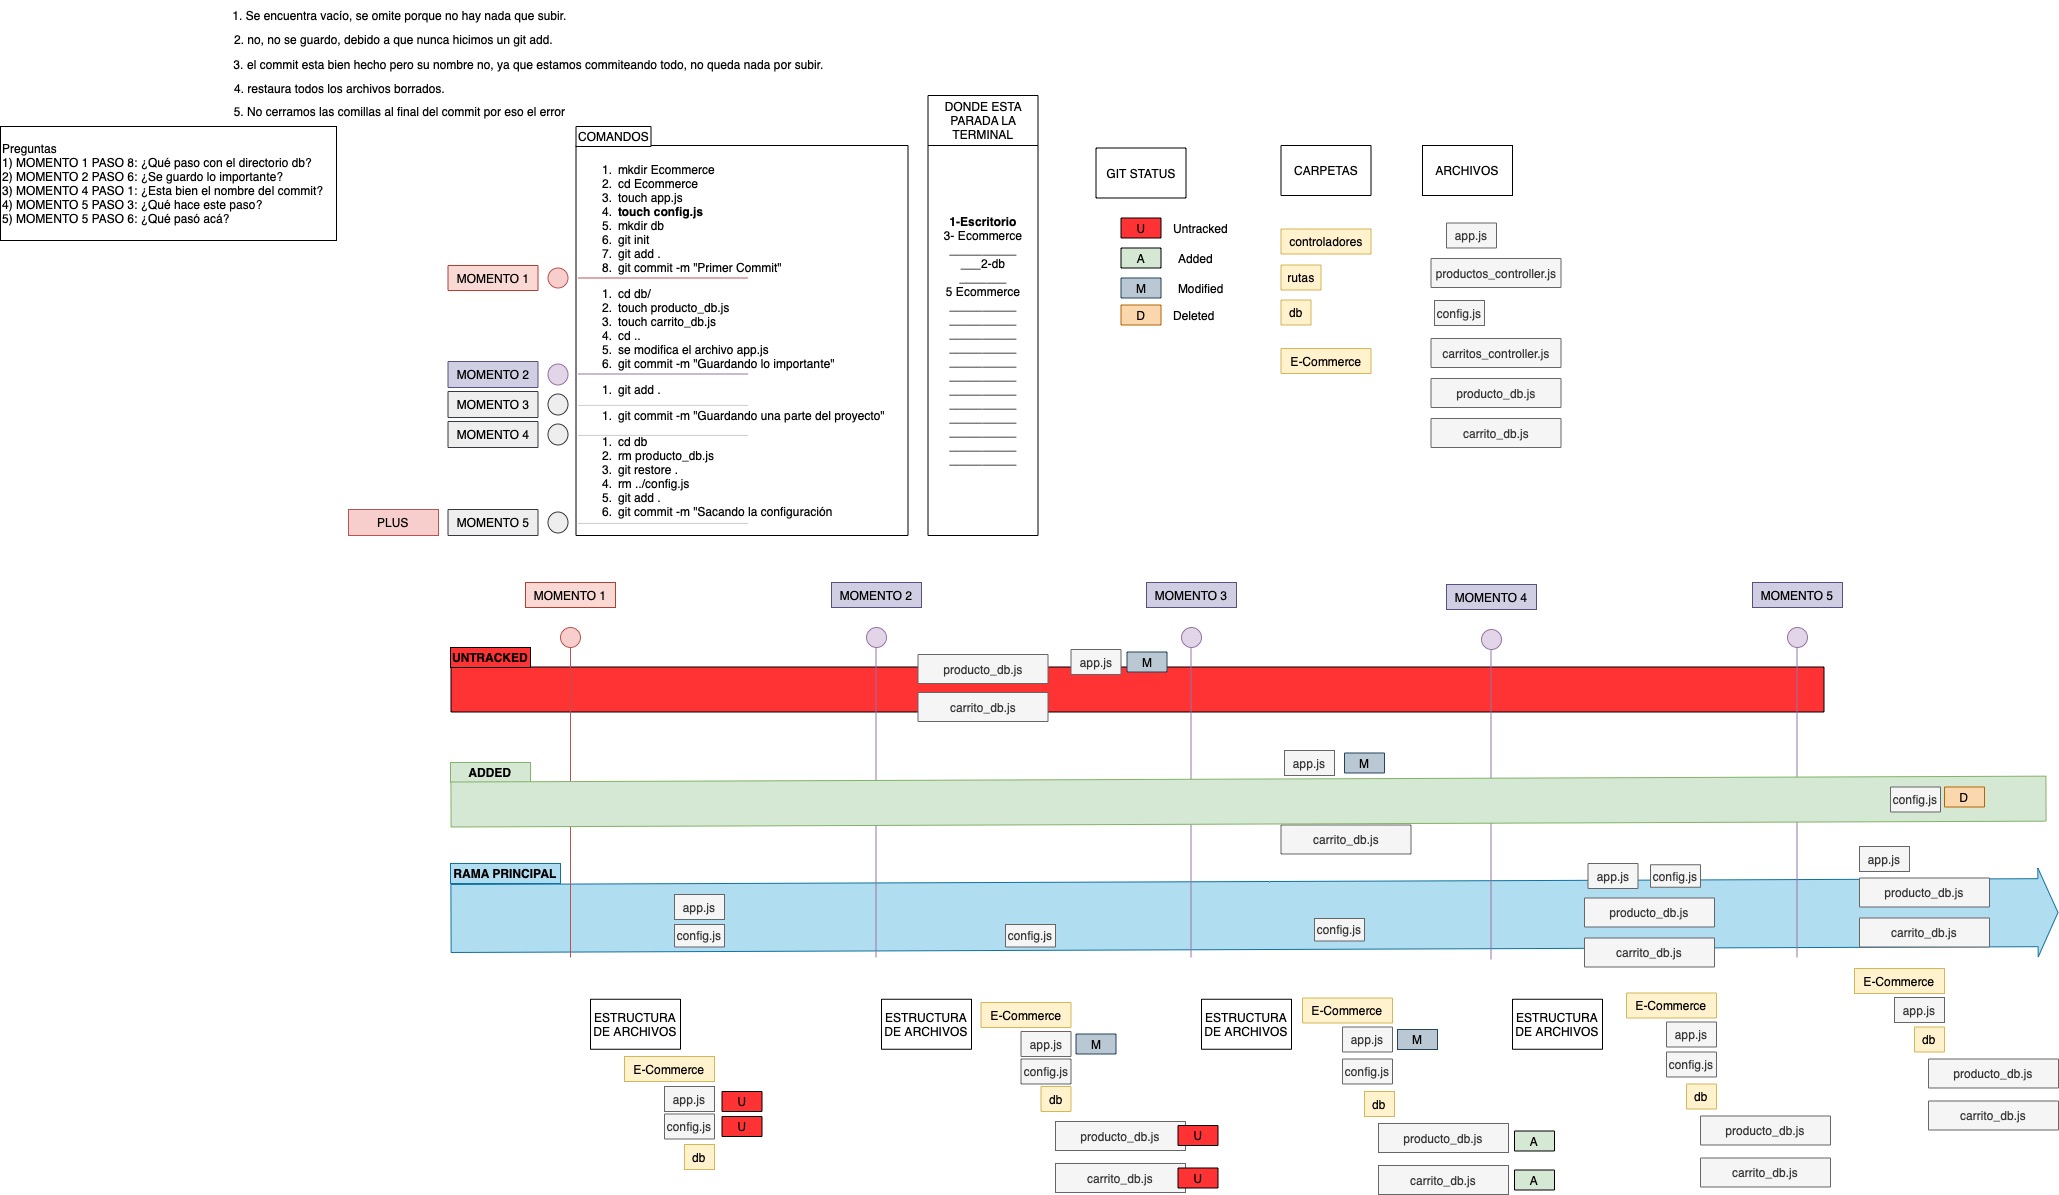 1. Se encuentra vacío, se omite porque no hay nada que subir.
2. no, no se guardo, debido a que nunca hicimos un git add.
3. el commit esta bien hecho pero su nombre no, ya que estamos commiteando todo, no queda nada por subir.
4. restaura todos los archivos borrados.
5. No cerramos las comillas al final del commit por eso el error
Preguntas
1) MOMENTO 1 PASO 8: ¿Qué paso con el directorio db?
2) MOMENTO 2 PASO 6: ¿Se guardo lo importante?
3) MOMENTO 4 PASO 1: ¿Esta bien el nombre del commit?
4) MOMENTO 5 PASO 3: ¿Qué hace este paso?
5) MOMENTO 5 PASO 6: ¿Qué pasó acá?
COMANDOS
1. mkdir Ecommerce
2. cd Ecommerce
3. touch app.js
4. touch config.js
5. mkdir db
6. git init
7. git add .
8. git commit -m "Primer Commit"
MOMENTO 1
1. cd db/
2. touch producto_db.js
3. touch carrito_db.js
4. cd ..
5. se modifica el archivo app.js
6. git commit -m "Guardando lo importante"
MOMENTO 2
1. git add .
MOMENTO 3
1. git commit -m "Guardando una parte del proyecto"
MOMENTO 4
1. cd db
2. rm producto_db.js
3. git restore .
4. rm ../config.js
5. git add .
6. git commit -m "Sacando la configuración
PLUS
MOMENTO 5
DONDE ESTA
PARADA LA
TERMINAL
1-Escritorio
3- Ecommerce
__________
___2-db
_______
5 Ecommerce
__________
__________
__________
__________
__________
__________
__________
__________
__________
__________
__________
__________
GIT STATUS
U Untracked
A Added
M Modified
D Deleted
CARPETAS
controladores
rutas
db
E-Commerce
ARCHIVOS
app.js
productos_controller.js
config.js
carritos_controller.js
producto_db.js
carrito_db.js
MOMENTO 1
MOMENTO 2
MOMENTO 3
MOMENTO 4
MOMENTO 5
UNTRACKED
producto_db.js
app.js
M
carrito_db.js
ADDED
app.js
M
config.js
D
carrito_db.js
RAMA PRINCIPAL
app.js
config.js
config.js
config.js
app.js
config.js
producto_db.js
carrito_db.js
app.js
producto_db.js
carrito_db.js
ESTRUCTURA
DE ARCHIVOS
E-Commerce
app.js
U
config.js
U
db
ESTRUCTURA
DE ARCHIVOS
E-Commerce
app.js
M
config.js
db
producto_db.js
U
carrito_db.js
U
ESTRUCTURA
DE ARCHIVOS
E-Commerce
app.js
M
config.js
db
producto_db.js
A
carrito_db.js
A
ESTRUCTURA
DE ARCHIVOS
E-Commerce
app.js
config.js
db
producto_db.js
carrito_db.js
E-Commerce
app.js
db
producto_db.js
carrito_db.js